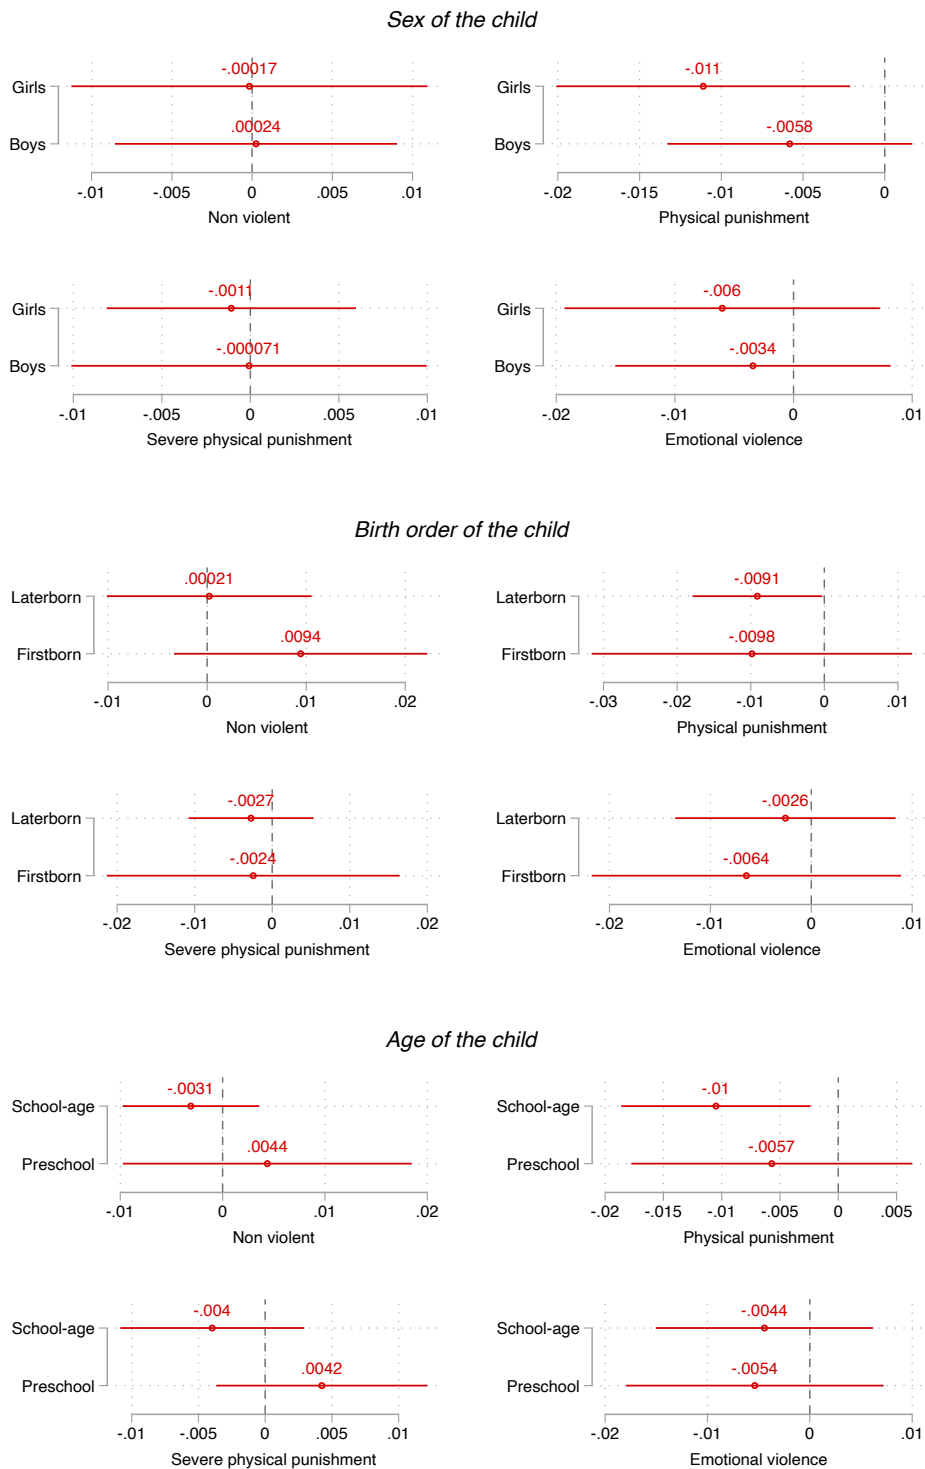 Sex of the child
-.00017
Girls
.00024
Boys
-.01 -.005 0 .005 .01
Non violent
-.011
Girls
-.0058
Boys
-.02 -.015 -.01 -.005 0
Physical punishment
-.0011
Girls
-.000071
Boys
-.01 -.005 0 .005 .01
Severe physical punishment
-.006
Girls
-.0034
Boys
-.02 -.01 0 .01
Emotional violence
Birth order of the child
.00021
Laterborn
.0094
Firstborn
-.01 0 .01 .02
Non violent
-.0091
Laterborn
-.0098
Firstborn
-.03 -.02 -.01 0 .01
Physical punishment
-.0027
Laterborn
-.0024
Firstborn
-.02 -.01 0 .01 .02
Severe physical punishment
-.0026
Laterborn
-.0064
Firstborn
-.02 -.01 0 .01
Emotional violence
Age of the child
-.0031
School-age
.0044
Preschool
-.01 0 .01 .02
Non violent
-.01
School-age
-.0057
Preschool
-.02 -.015 -.01 -.005 0 .005
Physical punishment
-.004
School-age
.0042
Preschool
-.01 -.005 0 .005 .01
Severe physical punishment
-.0044
School-age
-.0054
Preschool
-.02 -.01 0 .01
Emotional violence